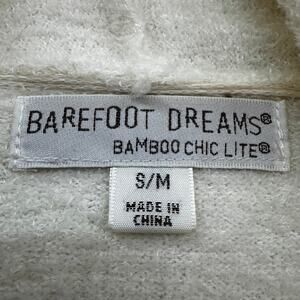 BAREFOOT DREAMS®
BAMBOO CHIC LITE®
S/M
MADE IN
CHINA